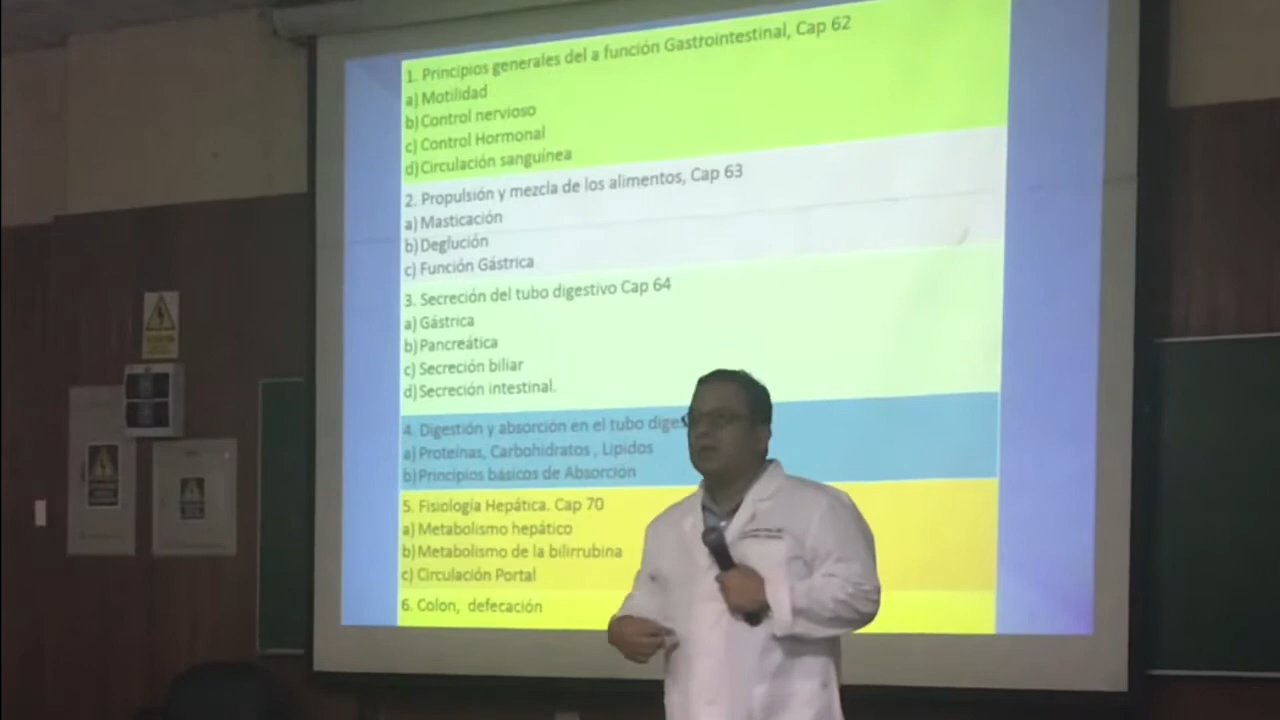 1. Principios generales del a función Gastrointestinal, Cap 62
a) Motilidad
b) Control nervioso
c) Control Hormonal
d) Circulación sanguínea
2. Propulsión y mezcla de los alimentos, Cap 63
a) Masticación
b) Deglución
c) Función Gástrica
3. Secreción del tubo digestivo Cap 64
a) Gástrica
b) Pancreática
c) Secreción biliar
d) Secreción intestinal.
4. Digestión y absorción en el tubo
a) Proteínas, Carbohidratos , Lipidos
b) Principios básicos de Absorción
5. Fisiología Hepática. Cap 70
a) Metabolismo hepático
b) Metabolismo de la bilirrubina
c) Circulación Portal
6. Colon, defecación